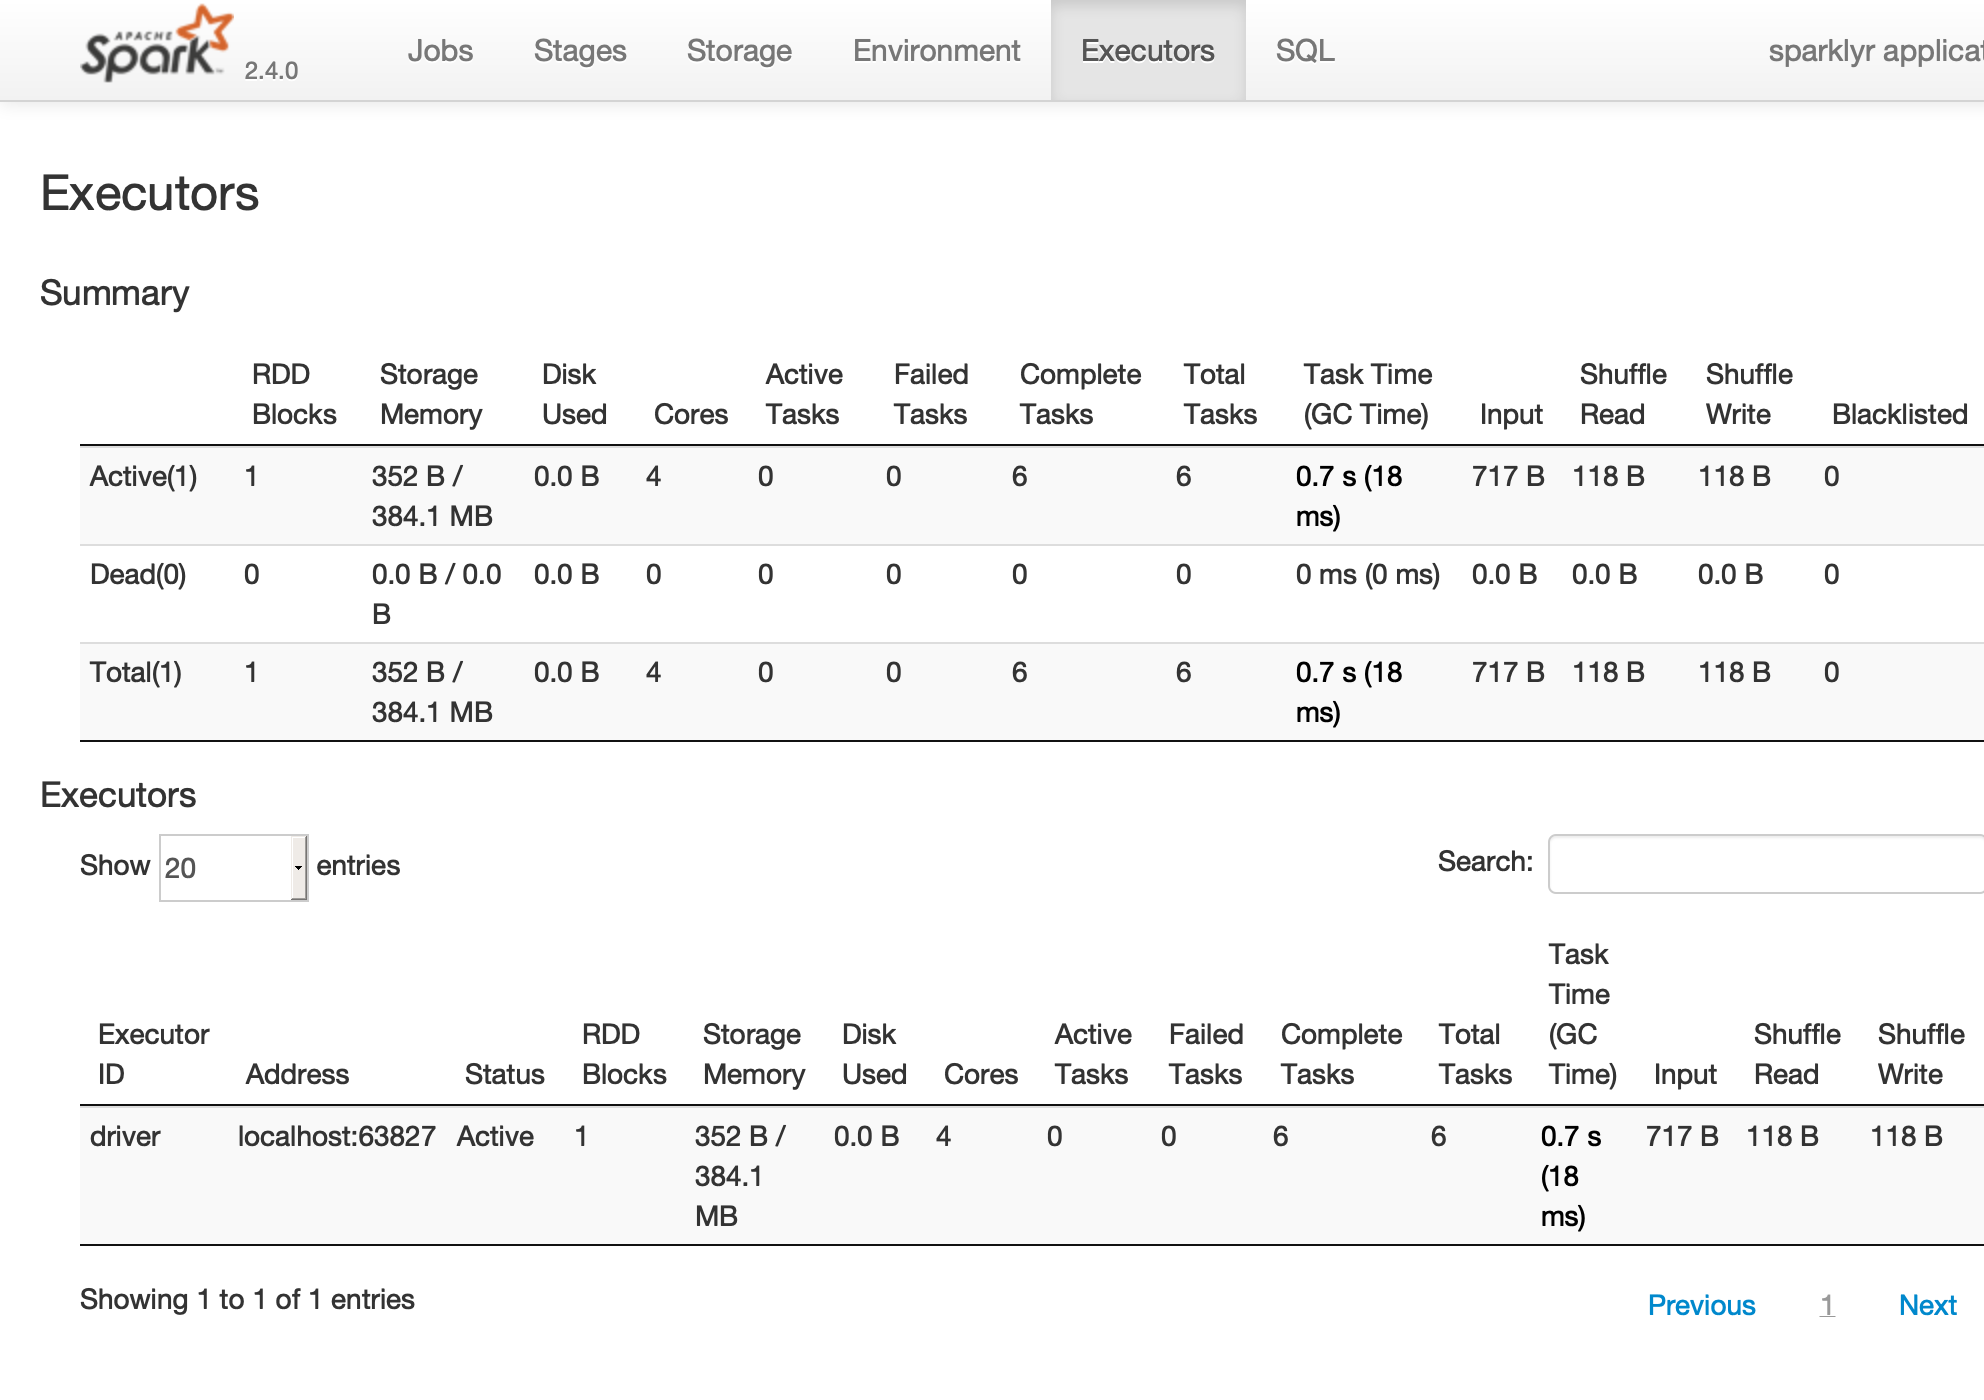 APACHE
Spark 2.4.0 Jobs Stages Storage Environment Executors SQL sparklyr applicat
Executors
Summary
RDD Storage Disk Active Failed Complete Total Task Time Shuffle Shuffle
Blocks Memory Used Cores Tasks Tasks Tasks Tasks (GC Time) Input Read Write Blacklisted
Active(1) 1 352 B / 0.0 B 4 0 0 6 6 0.7 s (18 717 B 118 B 118 B 0
384.1 MB ms)
Dead(0) 0 0.0 B / 0.0 0.0 B 0 0 0 0 0 0 ms (0 ms) 0.0 B 0.0 B 0.0 B 0
B
Total(1) 1 352 B / 0.0 B 4 0 0 6 6 0.7 s (18 717 B 118 B 118 B 0
384.1 MB ms)
Executors
Show 20 entries Search:
Task
Time
Executor RDD Storage Disk Active Failed Complete Total (GC Shuffle Shuffle
ID Address Status Blocks Memory Used Cores Tasks Tasks Tasks Tasks Time) Input Read Write
driver localhost:63827 Active 1 352 B / 0.0 B 4 0 0 6 6 0.7 s 717 B 118 B 118 B
384.1 (18
MB ms)
Showing 1 to 1 of 1 entries Previous 1 Next